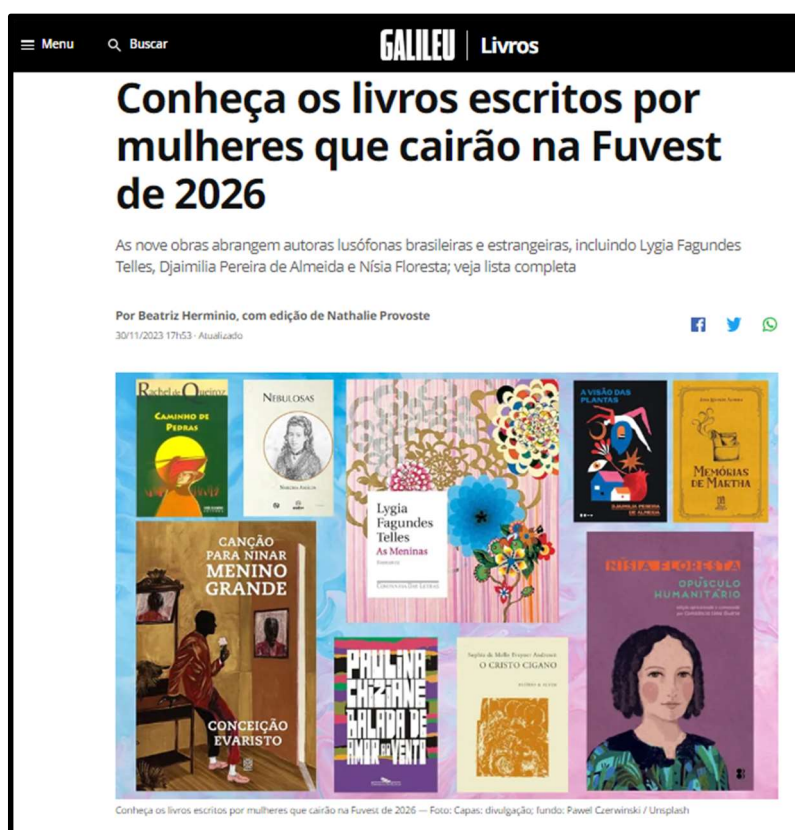 Menu
Buscar
GALILEU
Livros
Conheça os livros escritos por
mulheres que cairão na Fuvest
de 2026
As nove obras abrangem autoras lusófonas brasileiras e estrangeiras, incluindo Lygia Fagundes
Telles, Djaimilia Pereira de Almeida e Nísia Floresta; veja lista completa
Por Beatriz Herminio, com edição de Nathalie Provoste
30/11/2023 17h53 · Atualizado
Rachel de Queiroz
CAMINHO DE
PEDRAS
NEBULOSAS
Lygia
Fagundes
Telles
As Meninas
COMPANHIA DAS LETRAS
A VISÃO DAS
PLANTAS
DJAIMILIA PEREIRA
DE ALMEIDA
MEMÓRIAS
DE MARTHA
CANÇÃO
PARA NINAR
MENINO
GRANDE
CONCEIÇÃO
EVARISTO
PAULINA
CHIZIANE
BALADA DE
AMOR AO VENTO
Sophia de Mello Breyner Andresen
O CRISTO CIGANO
NÍSIA FLORESTA
OPÚSCULO
HUMANITÁRIO
Conheça os livros escritos por mulheres que cairão na Fuvest de 2026 — Foto: Capas: divulgação; fundo: Pawel Czerwinski / Unsplash